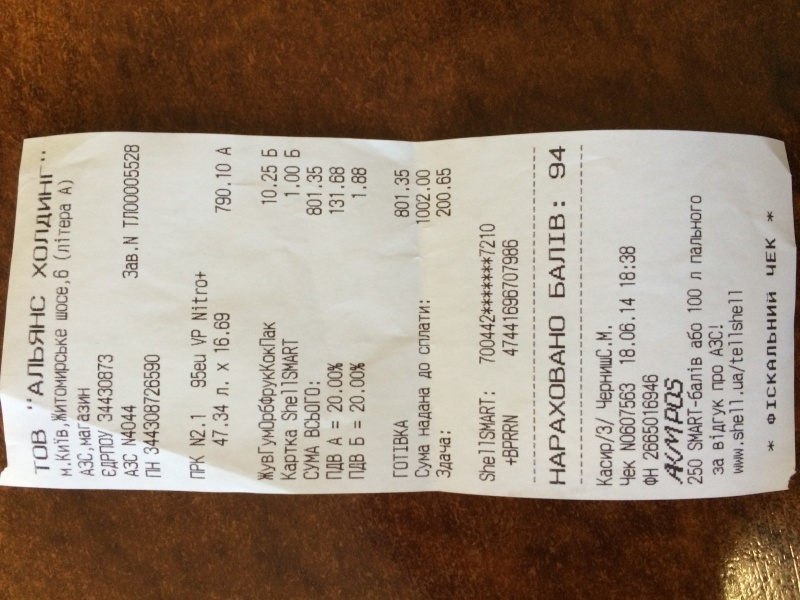 ТОВ "АЛЬЯНС ХОЛДИНГ"
м.Київ,Житомирське шосе,6 (літера А)
АЗС,магазин
ЄДРПОУ 34430873
АЗС N4044 Зав.N ТЛ00005528
ПН 344308726590
ПРК N2.1 95eu VP Nitro+
47.34 л. X 16.69 790.10 А
ЖувГумОрбФрукКокПак 10.25 Б
Картка ShellSMART 1.00 Б
СУМА ВСЬОГО: 801.35
ПДВ А = 20.00% 131.68
ПДВ Б = 20.00% 1.88
ГОТІВКА 801.35
Сума надана до сплати: 1002.00
Здача: 200.65
ShellSMART: 700442*******7210
+BPRRN 47441696707986
НАРАХОВАНО БАЛІВ: 94
Касир/3/ ЧернишС.М.
Чек N0B07563 18.06.14 18:38
ФН 2665016946
250 SMART-балів або 100 л пального
за відгук про АЗС!
www.shell.ua/tellshell
* ФІСКАЛЬНИЙ ЧЕК *